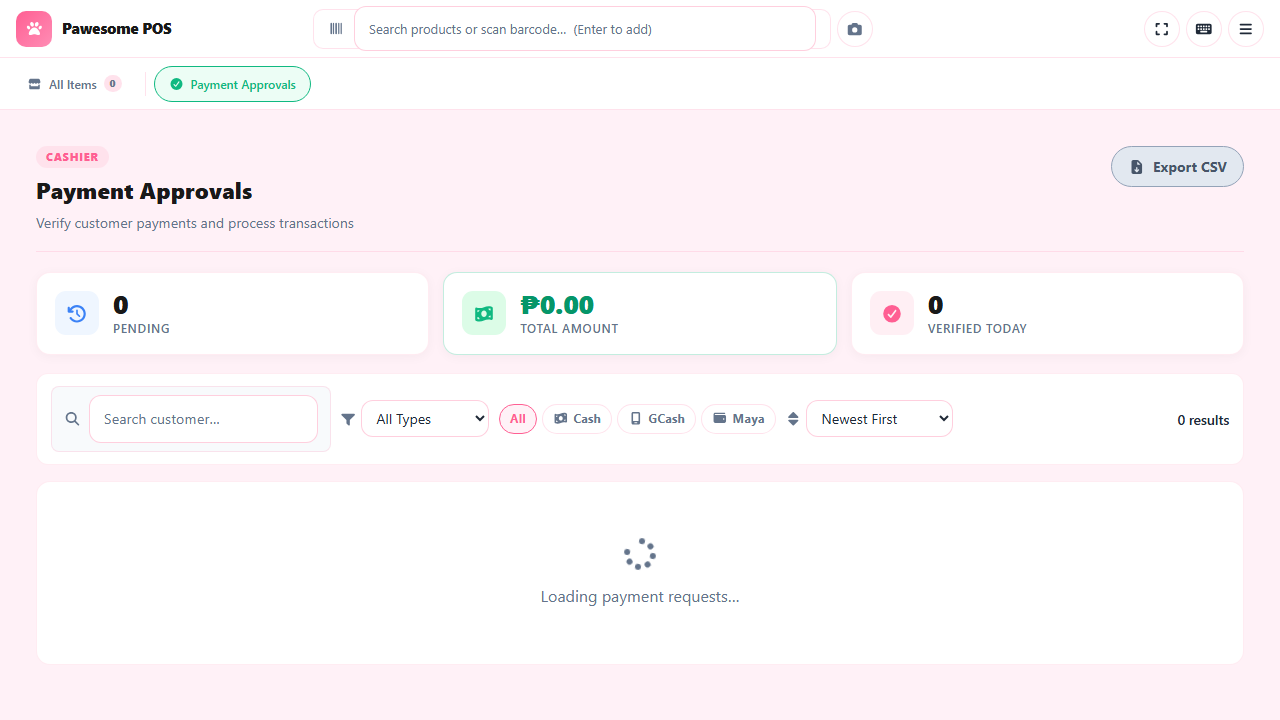 Pawesome POS
Search products or scan barcode... (Enter to add)
All Items 0
Payment Approvals
CASHIER
Payment Approvals
Verify customer payments and process transactions
Export CSV
0
PENDING
₱0.00
TOTAL AMOUNT
0
VERIFIED TODAY
Search customer...
All Types
All
Cash
GCash
Maya
Newest First
0 results
Loading payment requests...